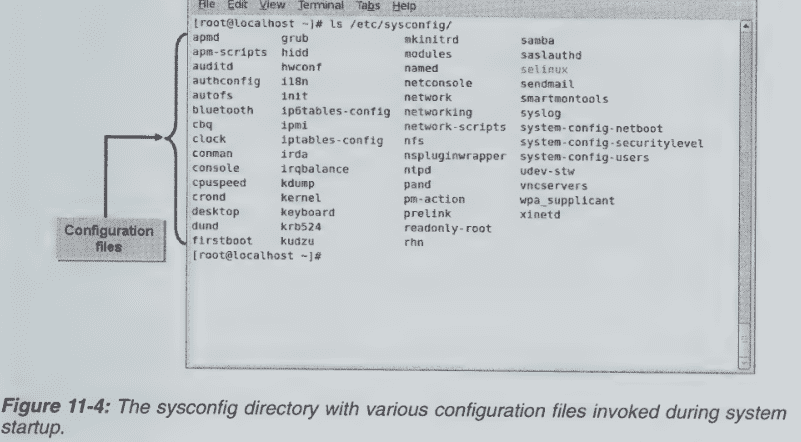 File Edit View Terminal Tabs Help
[root@localhost ~]# ls /etc/sysconfig/
apmd grub mkinitrd samba
apm-scripts hidd modules saslauthd
auditd hwconf named selinux
authconfig i18n netconsole sendmail
autofs init network smartmontools
bluetooth ip6tables-config networking syslog
cbq ipmi network-scripts system-config-netboot
clock iptables-config nfs system-config-securitylevel
conman irda nspluginwrapper system-config-users
console irqbalance ntpd udev-stw
cpuspeed kdump pand vncservers
crond kernel pm-action wpa_supplicant
desktop keyboard prelink xinetd
dund krb524 readonly-root
firstboot kudzu rhn
[root@localhost ~]#
Configuration
files
Figure 11-4: The sysconfig directory with various configuration files invoked during system
startup.